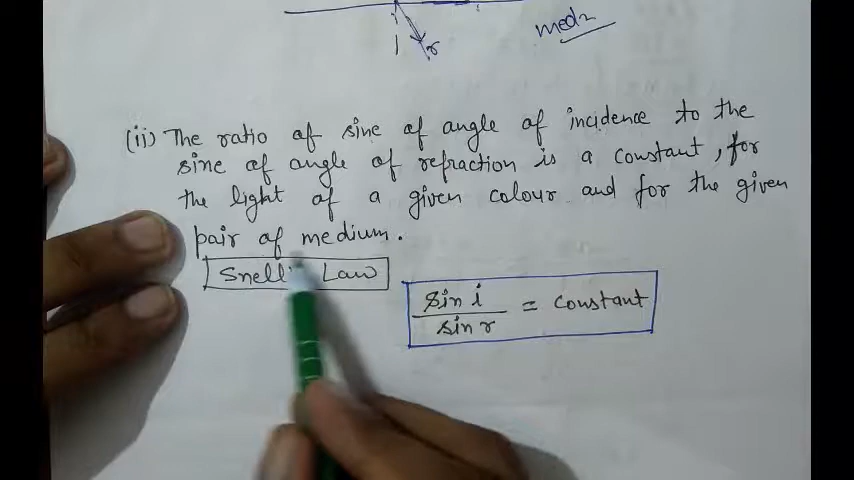 i r
med2
(ii) The ratio of sine of angle of incidence to the
sine of angle of refraction is a constant, for
the light of a given colour and for the given
pair of medium.
Snell' Law
sin i
sin r
= constant